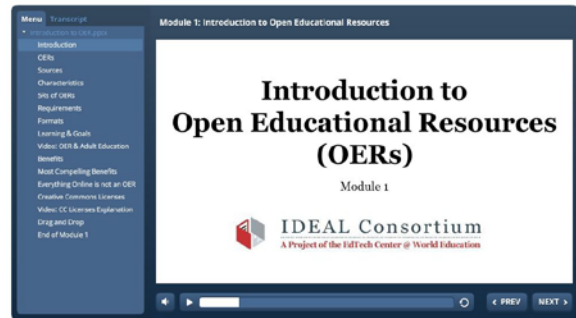 Menu Transcript
Introduction to OER.pptx
Introduction
OERs
Sources
Characteristics
5Rs of OERs
Requirements
Formats
Learning & Goals
Video: OER & Adult Education
Benefits
Most Compelling Benefits
Everything Online is not an OER
Creative Commons Licenses
Video: CC Licenses Explanation
Drag and Drop
End of Module 1
Module 1: Introduction to Open Educational Resources
Introduction to
Open Educational Resources
(OERs)
Module 1
IDEAL Consortium
A Project of the EdTech Center @ World Education
< PREV NEXT >